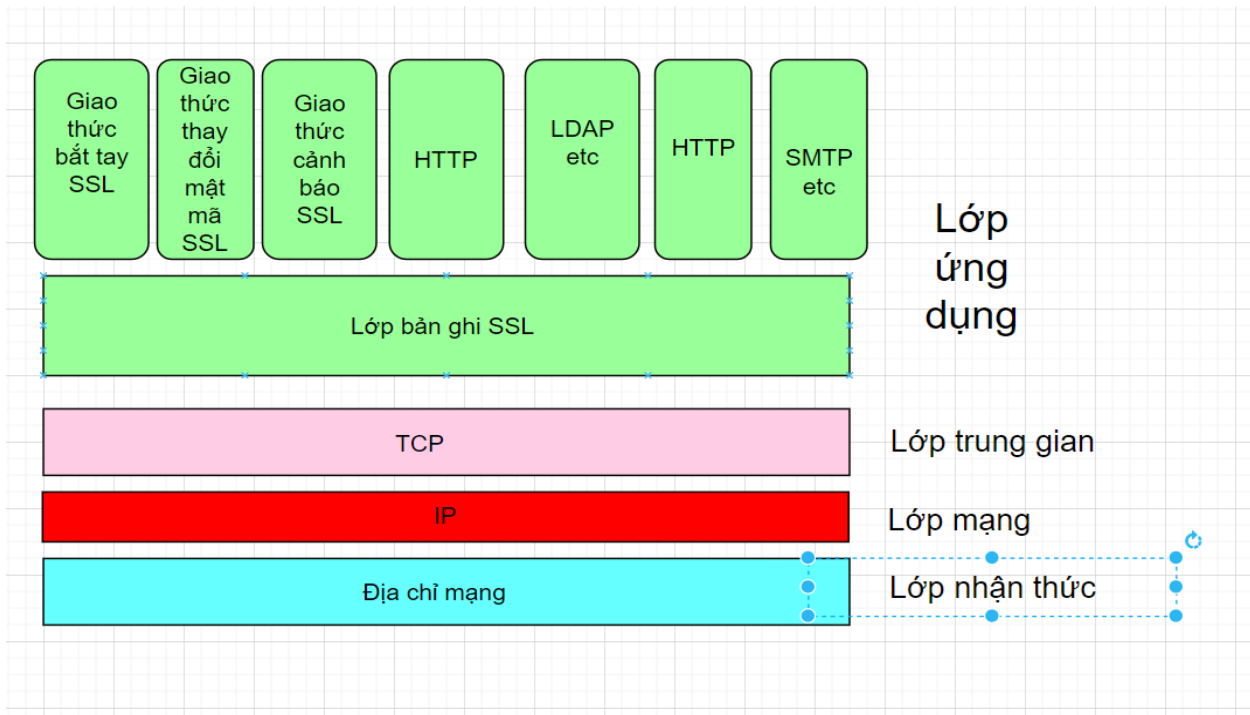 Giao
thức
bắt tay
SSL
Giao
thức
thay
đổi
mật
mã
SSL
Giao
thức
cảnh
báo
SSL
HTTP
LDAP
etc
HTTP
SMTP
etc
Lớp
ứng
dụng
Lớp bản ghi SSL
TCP
Lớp trung gian
IP
Lớp mạng
Địa chỉ mạng
Lớp nhận thức